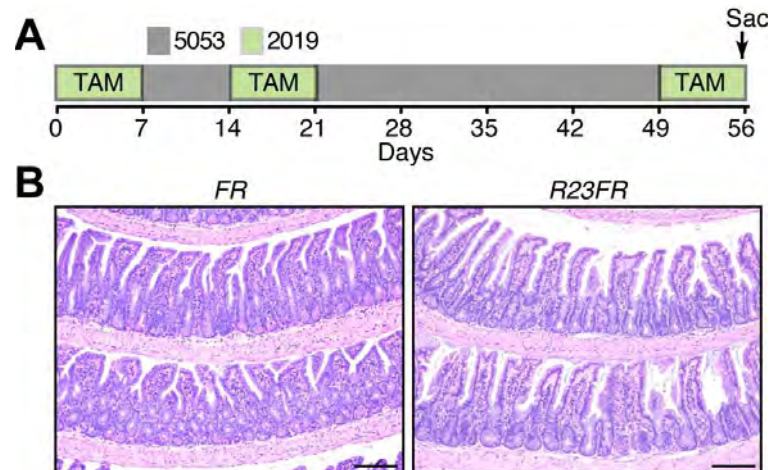 A
Sac
5053 2019
TAM TAM TAM
0 7 14 21 28 35 42 49 56
Days
B
FR R23FR